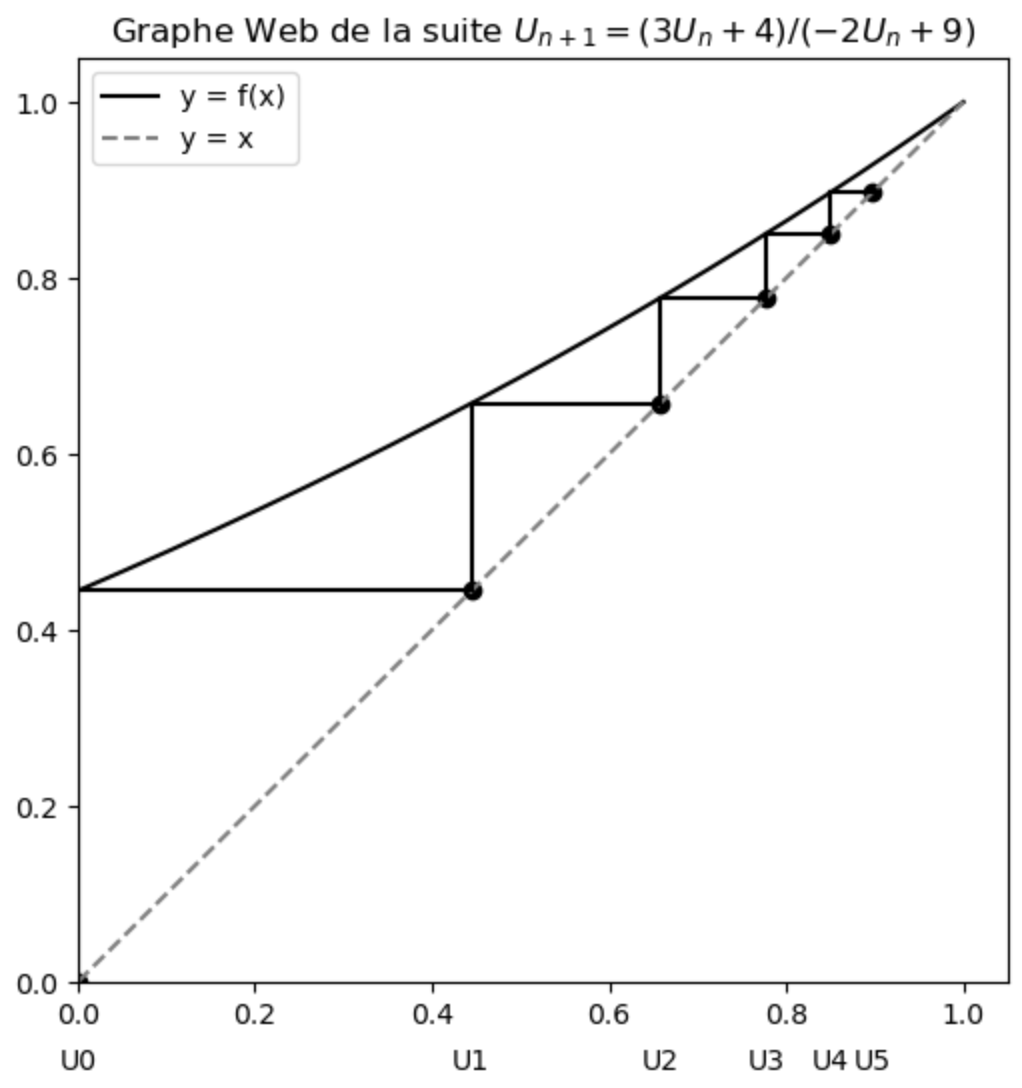 Graphe Web de la suite $U_{n+1} = (3U_n + 4)/(-2U_n + 9)$
y = f(x)
y = x
1.0
0.8
0.6
0.4
0.2
0.0
0.0 0.2 0.4 0.6 0.8 1.0
U0 U1 U2 U3 U4 U5